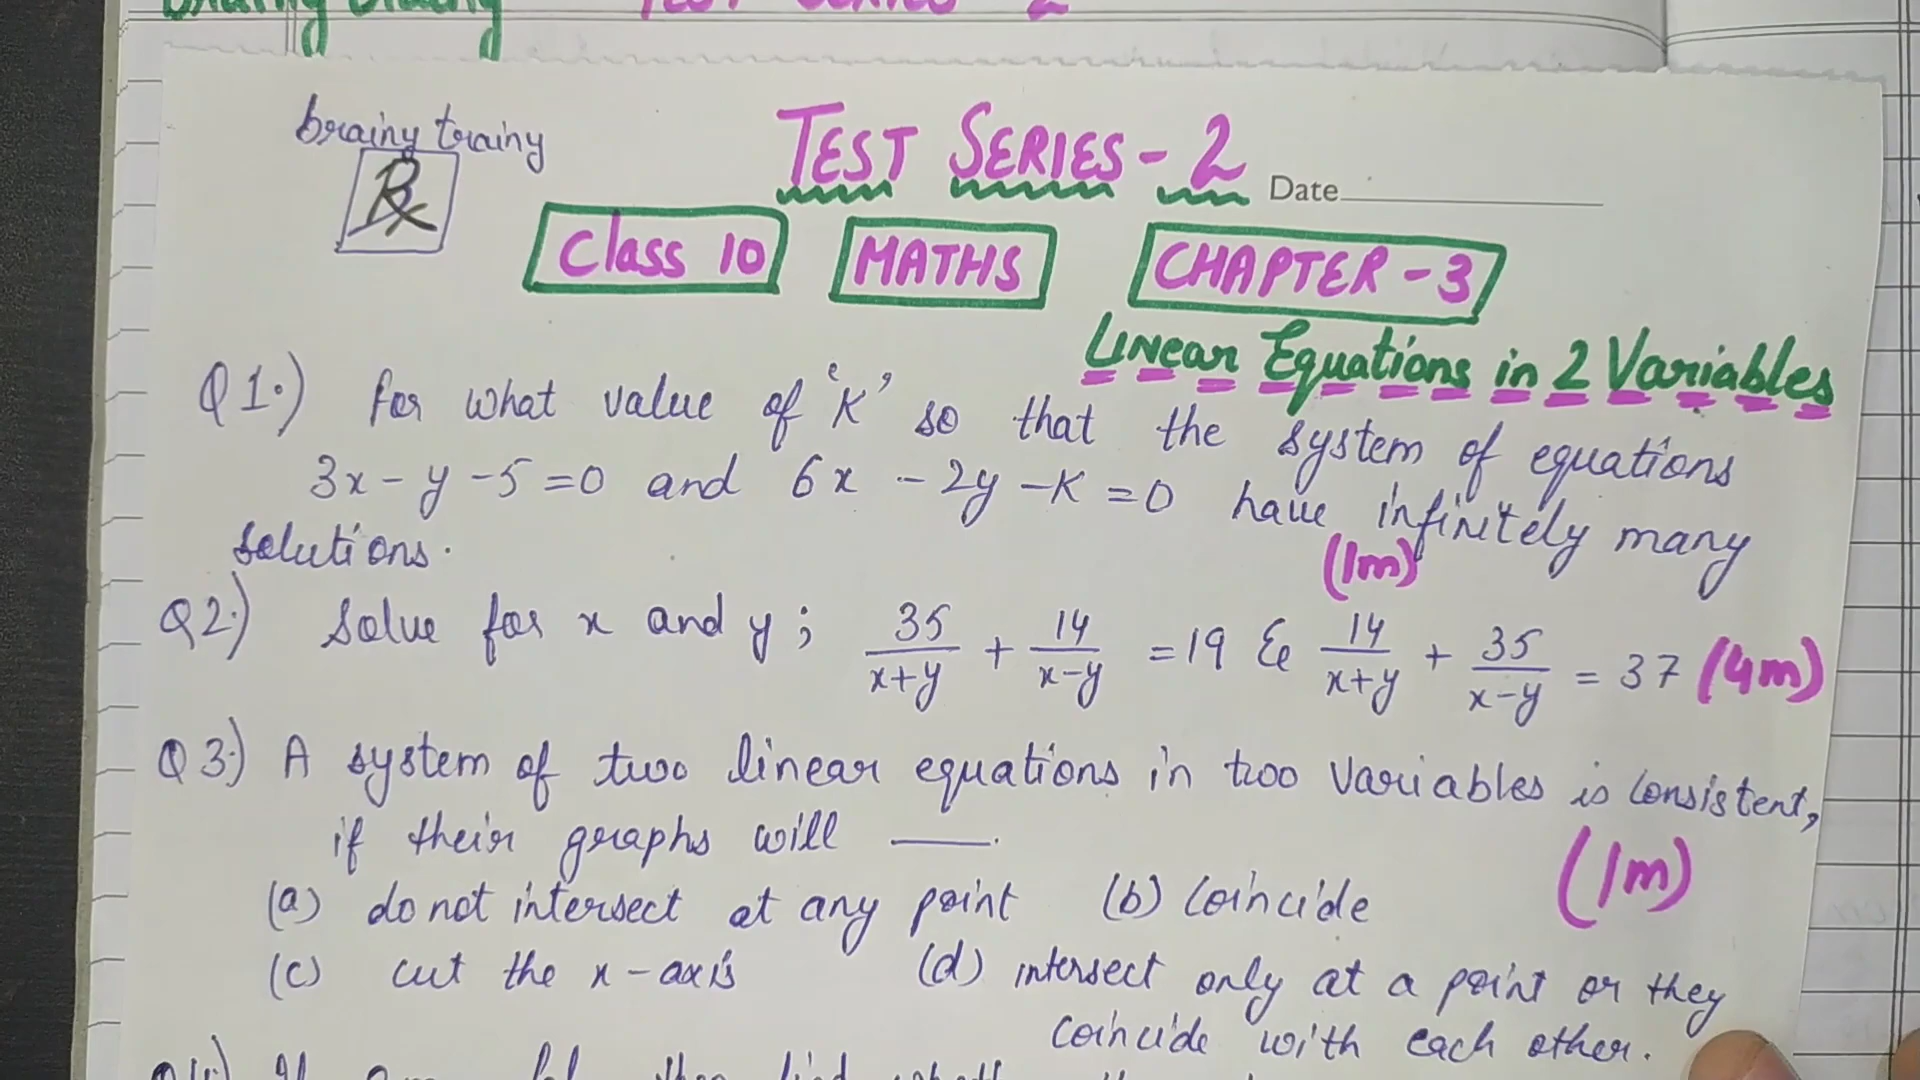 TEST SERIES - 2
brainy trainy
TEST SERIES - 2
Date
Class 10 MATHS CHAPTER - 3
Linear Equations in 2 Variables
Q1.) For what value of 'K' so that the system of equations
3x - y - 5 = 0 and 6x - 2y - K = 0 have infinitely many
solutions. (1m)
Q2.) Solve for x and y; 35/(x+y) + 14/(x-y) = 19 & 14/(x+y) + 35/(x-y) = 37 (4m)
Q3.) A system of two linear equations in two variables is consistent,
if their graphs will ____. (1m)
(a) do not intersect at any point (b) Coincide
(c) cut the x-axis (d) intersect only at a point or they
coincide with each other.